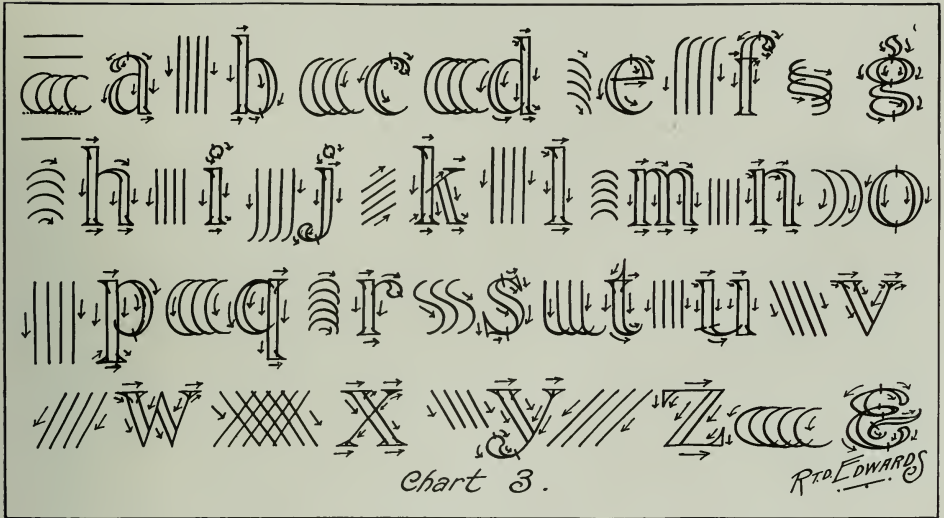 a b c d e f g
h i j k l m n o
p q r s t u v
w x y z &
Chart 3.
R.T.D. EDWARDS